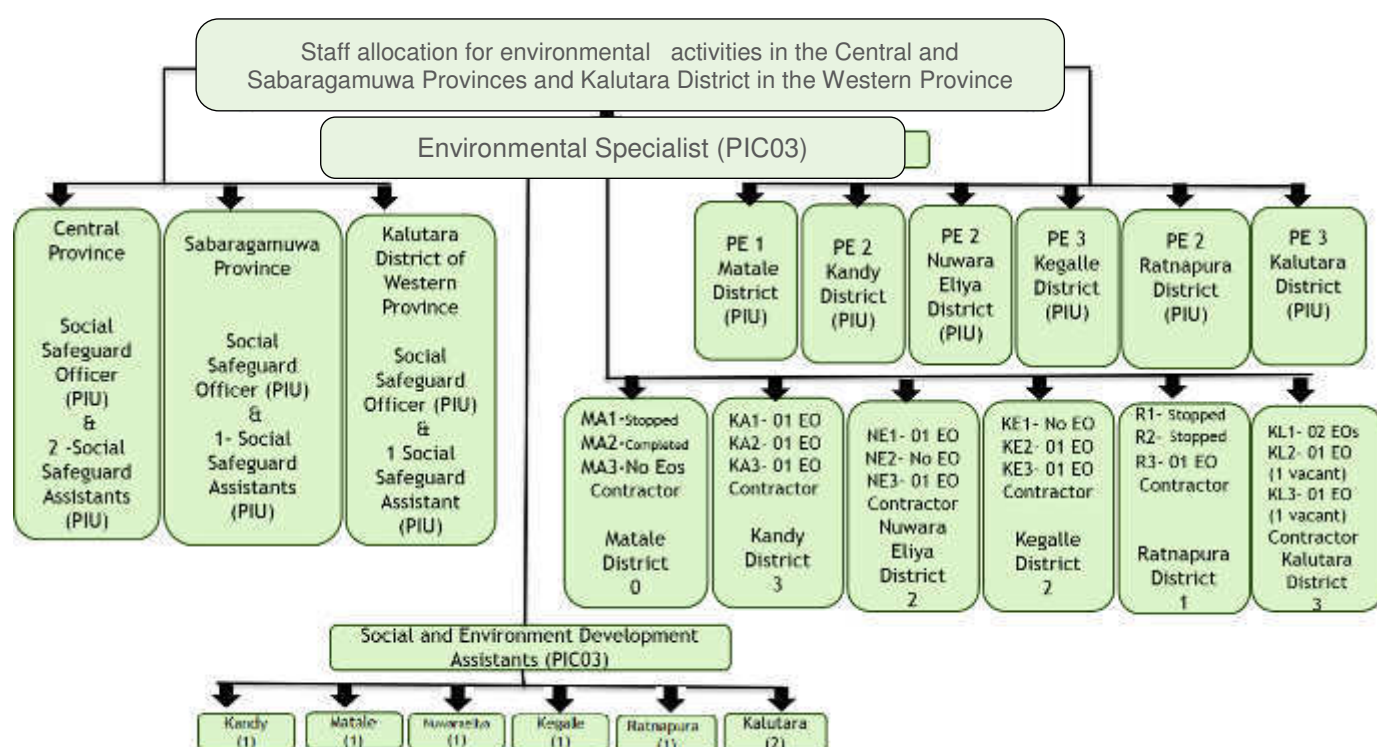 Staff allocation for environmental activities in the Central and
Sabaragamuwa Provinces and Kalutara District in the Western Province
Environmental Specialist (PIC03)
Central
Province
Social
Safeguard
Officer
(PIU)
&
2 -Social
Safeguard
Assistants
(PIU)
Sabaragamuwa
Province
Social
Safeguard
Officer (PIU)
&
1- Social
Safeguard
Assistants
(PIU)
Kalutara
District of
Western
Province
Social
Safeguard
Officer (PIU)
&
1 Social
Safeguard
Assistant
(PIU)
PE 1
Matale
District
(PIU)
PE 2
Kandy
District
(PIU)
PE 2
Nuwara
Eliya
District
(PIU)
PE 3
Kegalle
District
(PIU)
PE 2
Ratnapura
District
(PIU)
PE 3
Kalutara
District
(PIU)
MA1-Stopped
MA2-Completed
MA3-No Eos
Contractor
Matale
District
0
KA1- 01 EO
KA2- 01 EO
KA3- 01 EO
Contractor
Kandy
District
3
NE1- 01 EO
NE2- No EO
NE3- 01 EO
Contractor
Nuwara
Eliya
District
2
KE1- No EO
KE2- 01 EO
KE3- 01 EO
Contractor
Kegalle
District
2
R1- Stopped
R2- Stopped
R3- 01 EO
Contractor
Ratnapura
District
1
KL1- 02 EOs
KL2- 01 EO
(1 vacant)
KL3- 01 EO
(1 vacant)
Contractor
Kalutara
District
3
Social and Environment Development
Assistants (PIC03)
Kandy
(1)
Matale
(1)
Nuwaraeliya
(1)
Kegalle
(1)
Ratnapura
(1)
Kalutara
(2)